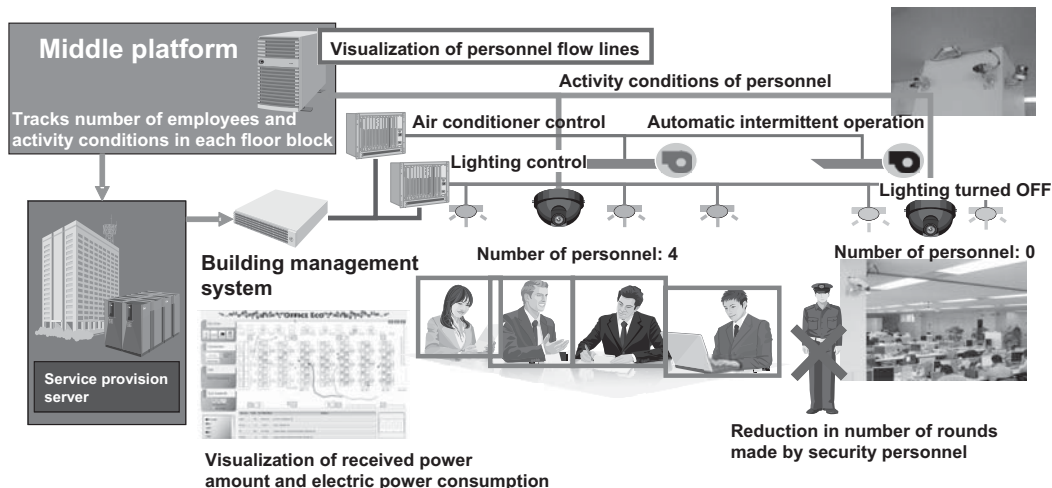 Middle platform
Visualization of personnel flow lines
Activity conditions of personnel
Tracks number of employees and
activity conditions in each floor block
Air conditioner control
Automatic intermittent operation
Lighting control
Lighting turned OFF
Number of personnel: 4
Number of personnel: 0
Building management
system
OFFICE ECO
Service provision
server
Visualization of received power
amount and electric power consumption
Reduction in number of rounds
made by security personnel